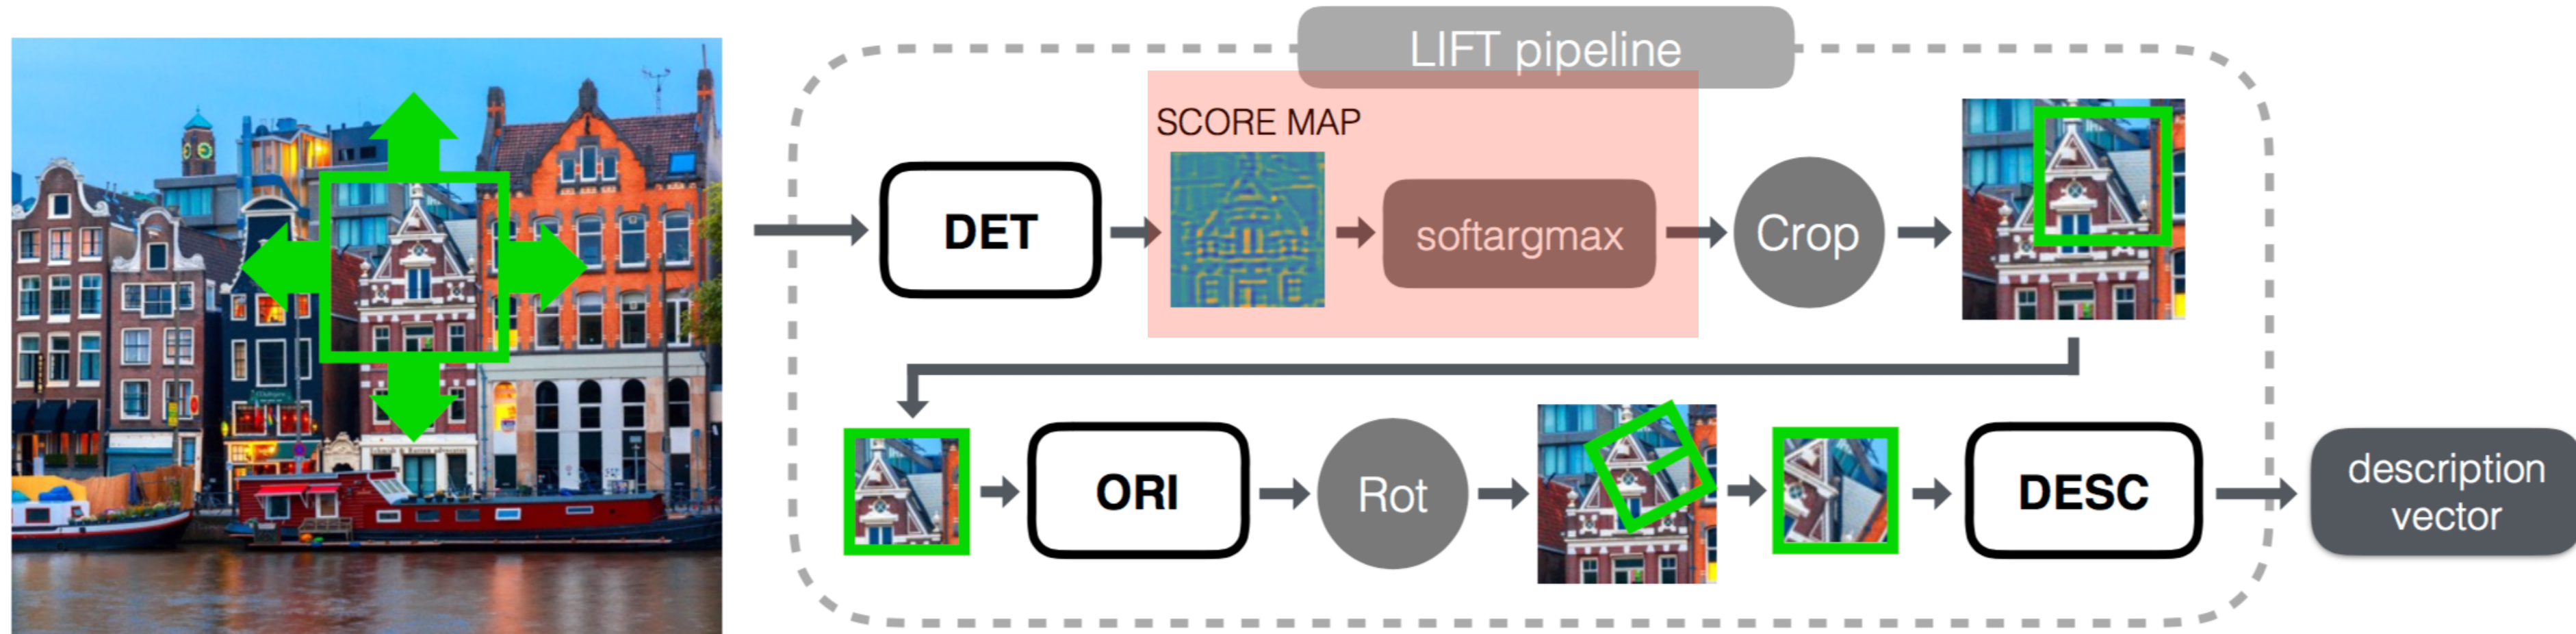 LIFT pipeline
SCORE MAP
DET
softargmax
Crop
ORI
Rot
DESC
description
vector